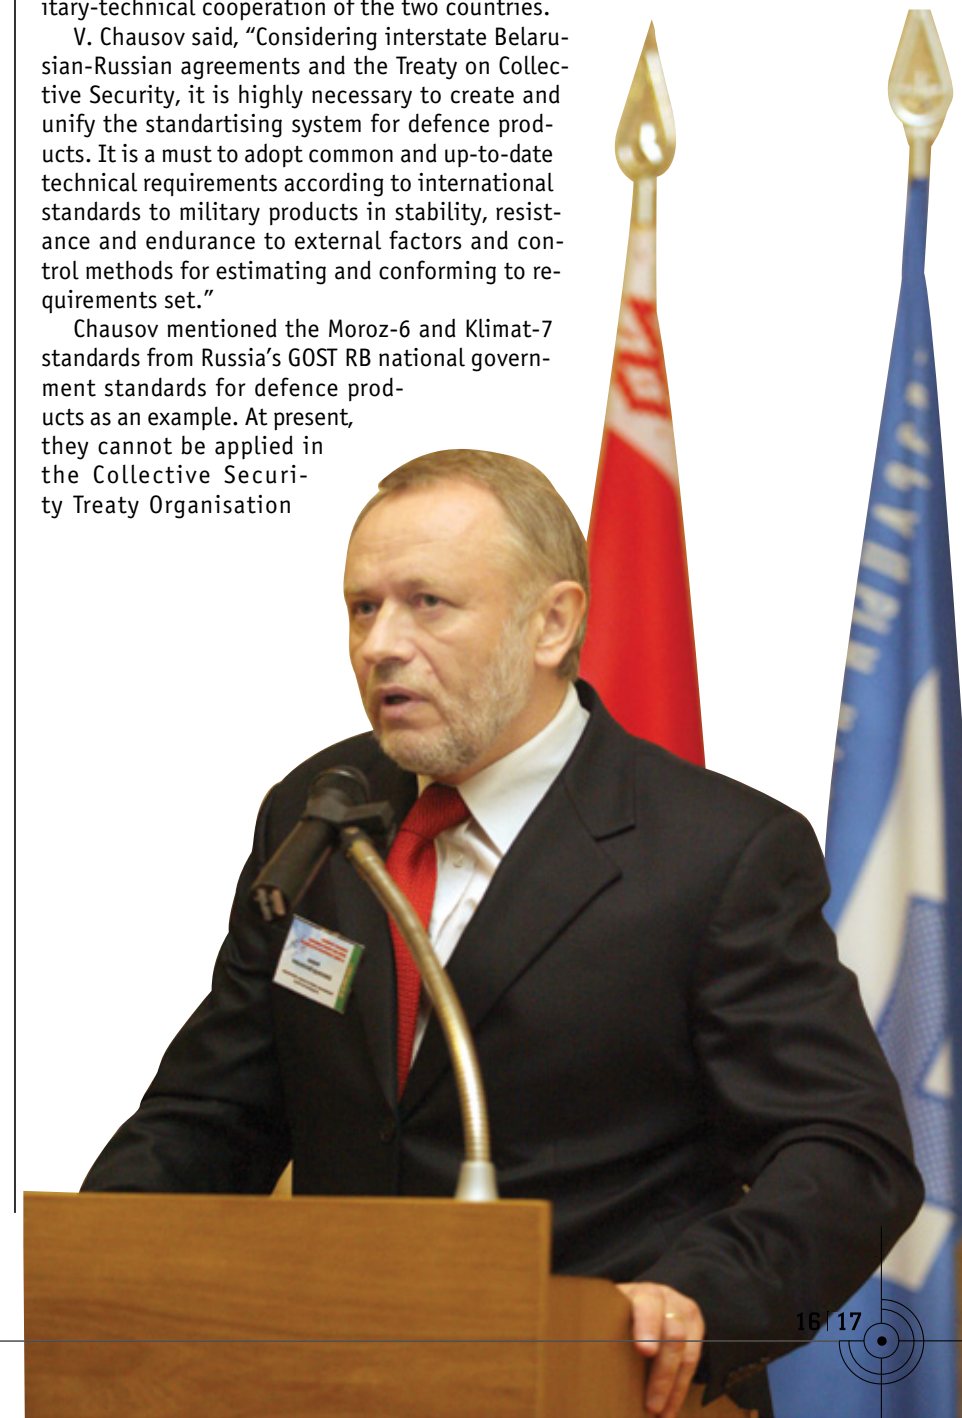 itary-technical cooperation of the two countries.
V. Chausov said, “Considering interstate Belaru-
sian-Russian agreements and the Treaty on Collec-
tive Security, it is highly necessary to create and
unify the standartising system for defence prod-
ucts. It is a must to adopt common and up-to-date
technical requirements according to international
standards to military products in stability, resist-
ance and endurance to external factors and con-
trol methods for estimating and conforming to re-
quirements set.”
Chausov mentioned the Moroz-6 and Klimat-7
standards from Russia’s GOST RB national govern-
ment standards for defence prod-
ucts as an example. At present,
they cannot be applied in
the Collective Securi-
ty Treaty Organisation
16 | 17